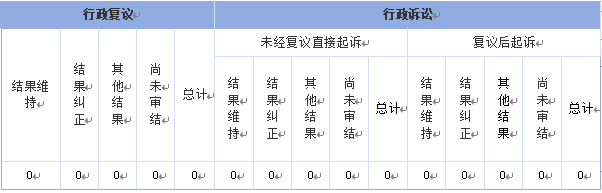 行政复议 行政诉讼
未经复议直接起诉 复议后起诉
结果维持 结果纠正 其他结果 尚未审结 总计 结果维持 结果纠正 其他结果 尚未审结 总计 结果维持 结果纠正 其他结果 尚未审结 总计
0 0 0 0 0 0 0 0 0 0 0 0 0 0 0